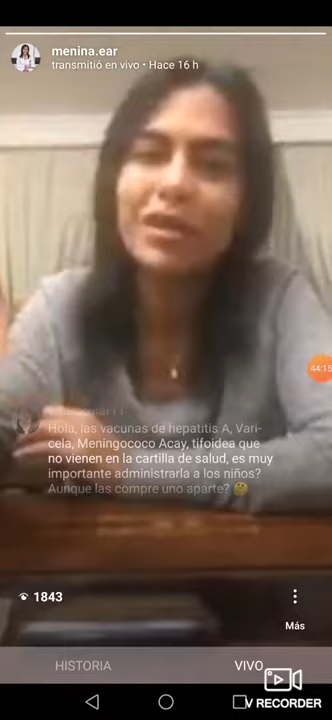 menina.ear
transmitió en vivo • Hace 16 h
44:15
Hola, las vacunas de hepatitis A, Vari-
cela, Meningococo Acay, tifoidea que
no vienen en la cartilla de salud, es muy
importante administrarla a los niños?
Aunque las compre uno aparte? 🤔
1843
Más
HISTORIA
VIVO
V RECORDER